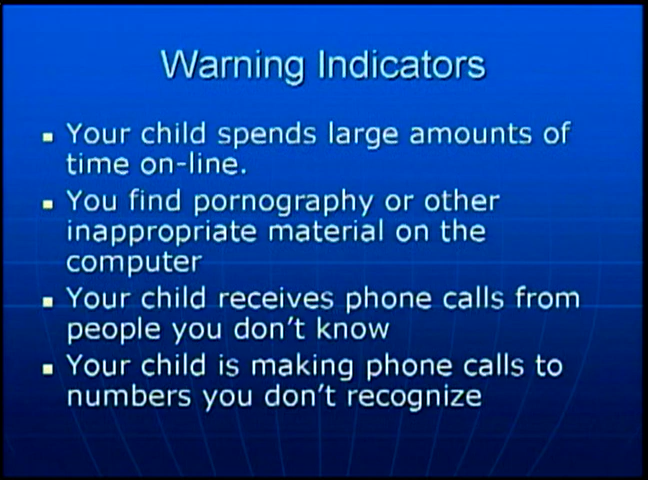 Warning Indicators
Your child spends large amounts of
time on-line.
You find pornography or other
inappropriate material on the
computer
Your child receives phone calls from
people you don't know
Your child is making phone calls to
numbers you don't recognize